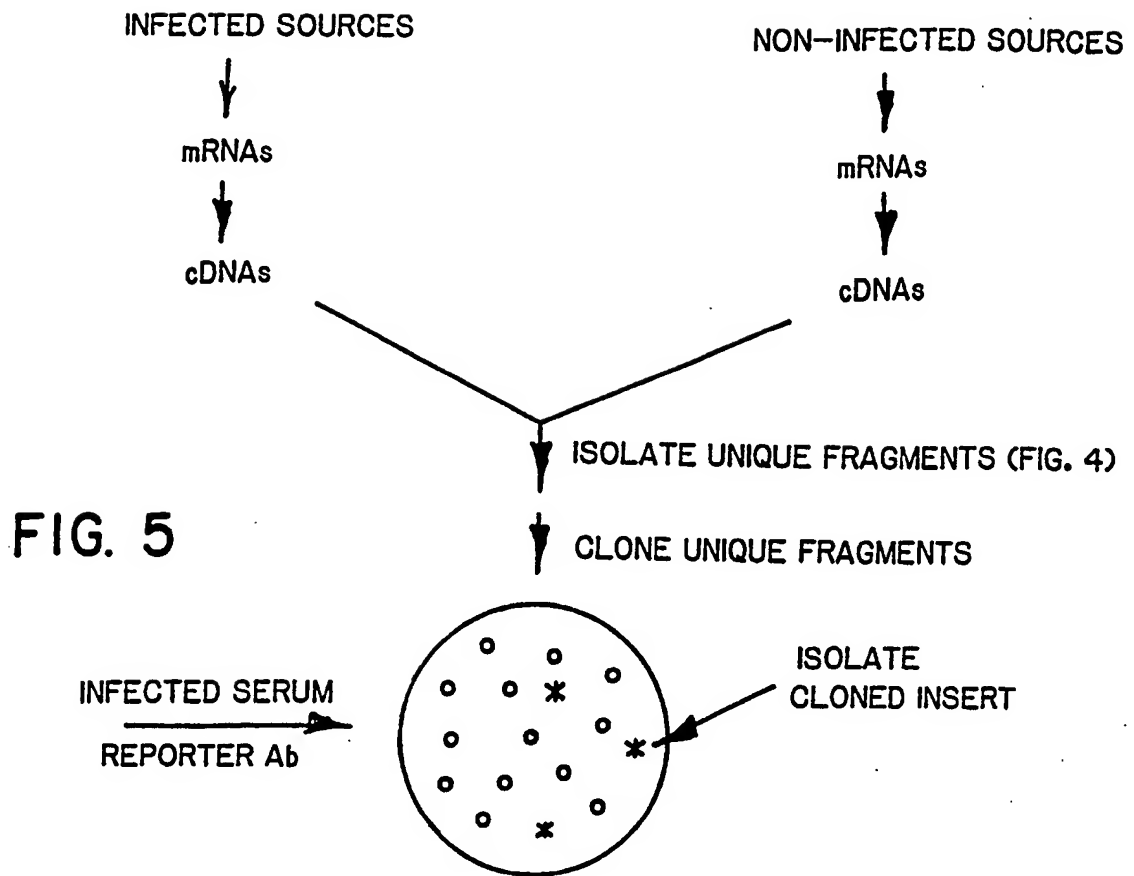 INFECTED SOURCES
NON-INFECTED SOURCES
mRNAs
mRNAs
cDNAs
cDNAs
ISOLATE UNIQUE FRAGMENTS (FIG. 4)
FIG. 5
CLONE UNIQUE FRAGMENTS
INFECTED SERUM
REPORTER Ab
ISOLATE
CLONED INSERT